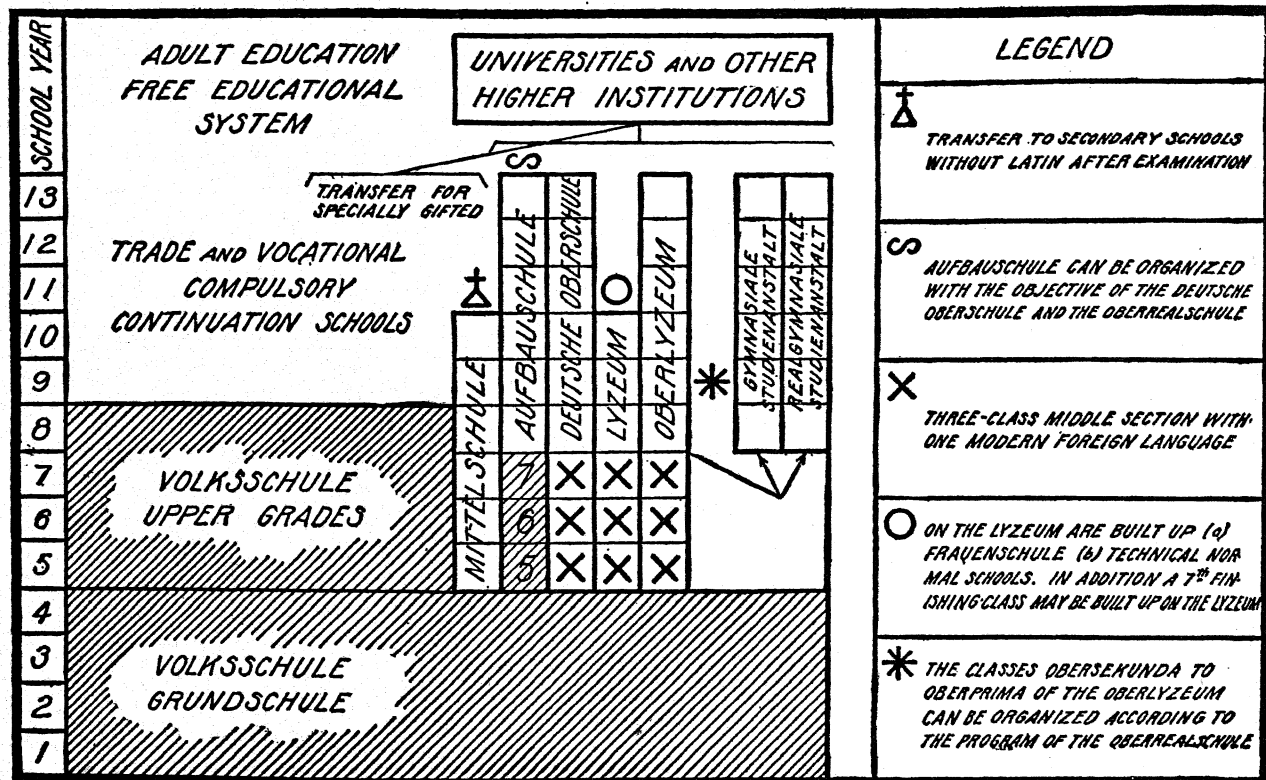 SCHOOL YEAR
ADULT EDUCATION
FREE EDUCATIONAL
SYSTEM
UNIVERSITIES AND OTHER
HIGHER INSTITUTIONS
TRANSFER FOR
SPECIALLY GIFTED
TRADE AND VOCATIONAL
COMPULSORY
CONTINUATION SCHOOLS
13
12
11
10
9
8
7
6
5
4
3
2
1
MITTELSCHULE
AUFBAUSCHULE
7
6
5
DEUTSCHE OBERSCHULE
LYZEUM
OBERLYZEUM
GYMNASIALE
STUDIENANSTALT
REALGYMNASIALE
STUDIENANSTALT
VOLKSSCHULE
UPPER GRADES
VOLKSSCHULE
GRUNDSCHULE
LEGEND
TRANSFER TO SECONDARY SCHOOLS
WITHOUT LATIN AFTER EXAMINATION
AUFBAUSCHULE CAN BE ORGANIZED
WITH THE OBJECTIVE OF THE DEUTSCHE
OBERSCHULE AND THE OBERREALSCHULE
THREE-CLASS MIDDLE SECTION WITH
ONE MODERN FOREIGN LANGUAGE
ON THE LYZEUM ARE BUILT UP (a)
FRAUENSCHULE (b) TECHNICAL NOR
MAL SCHOOLS. IN ADDITION A 7th FIN-
ISHING CLASS MAY BE BUILT UP ON THE LYZEUM
THE CLASSES OBERSEKUNDA TO
OBERPRIMA OF THE OBERLYZEUM
CAN BE ORGANIZED ACCORDING TO
THE PROGRAM OF THE OBERREALSCHULE